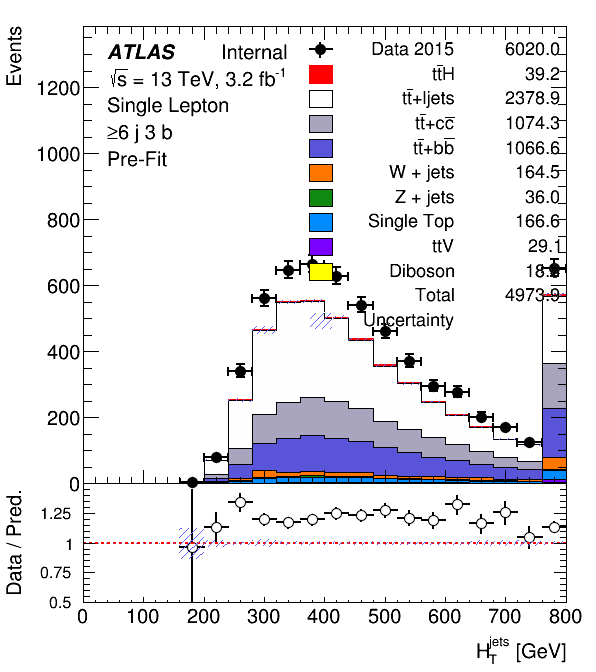 Events
ATLAS Internal
√s = 13 TeV, 3.2 fb⁻¹
Single Lepton
≥6 j 3 b
Pre-Fit
Data 2015 6020.0
tt̄H 39.2
tt̄+ljets 2378.9
tt̄+cc̄ 1074.3
tt̄+bb̄ 1066.6
W + jets 164.5
Z + jets 36.0
Single Top 166.6
ttV 29.1
Diboson
Total 4973.9
Uncertainty
1200
1000
800
600
400
200
0
Data / Pred.
1.25
1
0.75
0.5
0 100 200 300 400 500 600 700 800
H_T^jets [GeV]